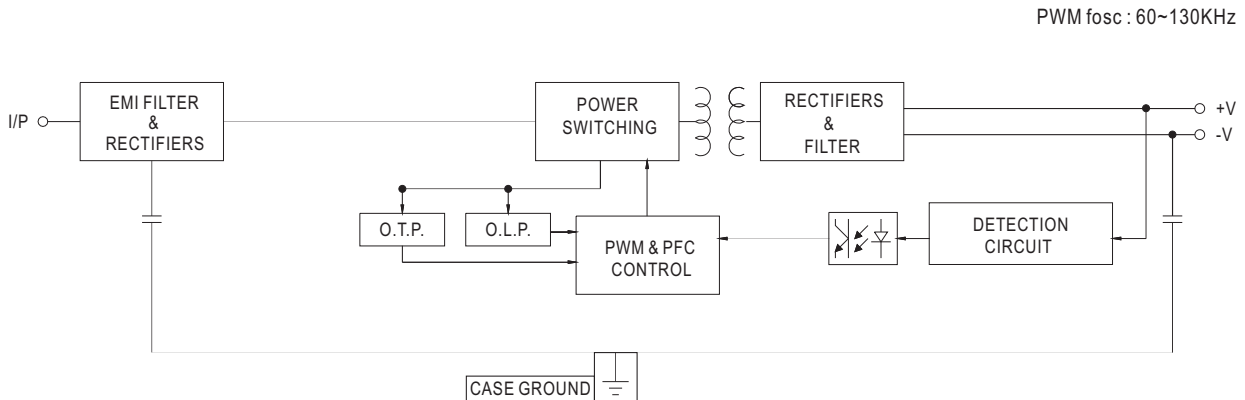 PWM fosc : 60~130KHz
I/P
EMI FILTER
&
RECTIFIERS
POWER
SWITCHING
RECTIFIERS
&
FILTER
+V
-V
O.T.P.
O.L.P.
PWM & PFC
CONTROL
DETECTION
CIRCUIT
CASE GROUND